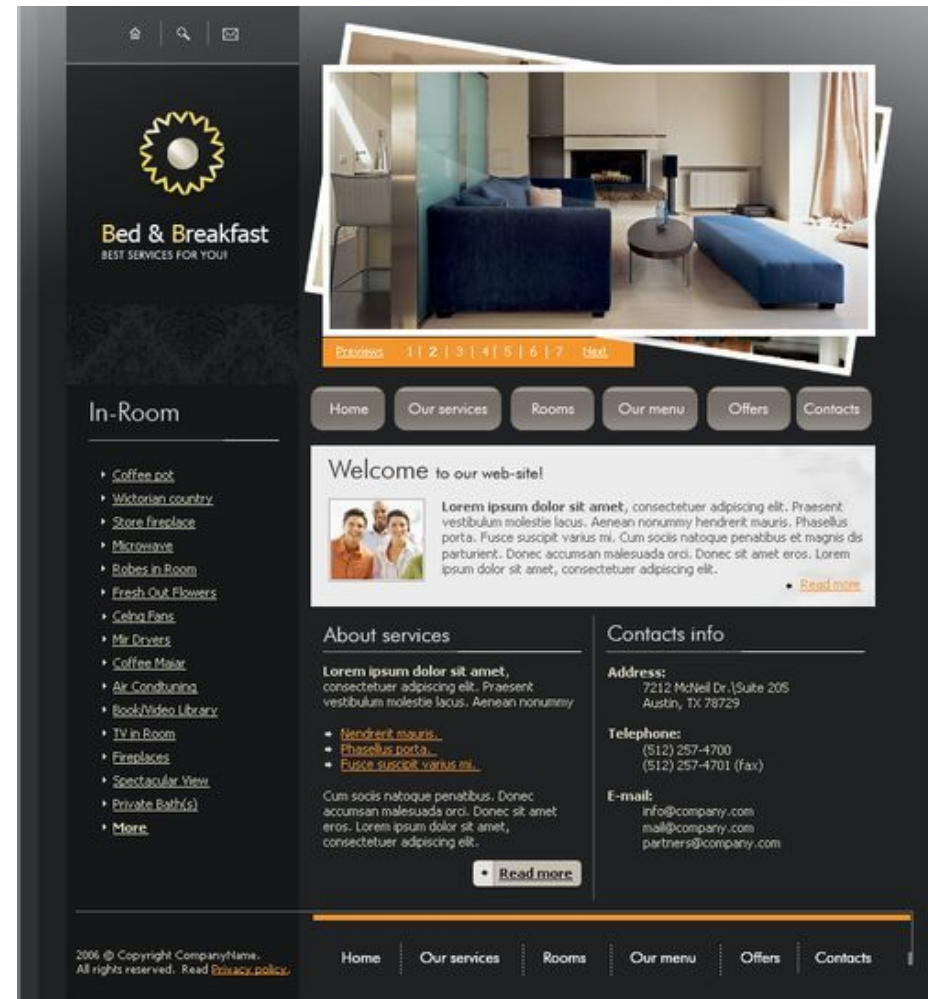 Bed & Breakfast
BEST SERVICES FOR YOU!
Previews 1 | 2 | 3 | 4 | 5 | 6 | 7 Next
In-Room
Coffee pot
Wictorian country
Store fireplace
Microwave
Robes in Room
Fresh Out Flowers
Celng Fans
Mir Dryers
Coffee Maiar
Air Condtuning
Book/Video Library
TV in Room
Fireplaces
Spectacular View
Private Bath(s)
More
Home Our services Rooms Our menu Offers Contacts
Welcome to our web-site!
Lorem ipsum dolor sit amet, consectetuer adipiscing elit. Praesent
vestibulum molestie lacus. Aenean nonummy hendrerit mauris. Phasellus
porta. Fusce suscipit varius mi. Cum sociis natoque penatibus et magnis dis
parturient. Donec accumsan malesuada orci. Donec sit amet eros. Lorem
ipsum dolor sit amet, consectetuer adipiscing elit.
Read more
About services
Lorem ipsum dolor sit amet,
consectetuer adipiscing elit. Praesent
vestibulum molestie lacus. Aenean nonummy
Nendrerit mauris.
Phasellus porta.
Fusce suscipit varius mi.
Cum sociis natoque penatibus. Donec
accumsan malesuada orci. Donec sit amet
eros. Lorem ipsum dolor sit amet,
consectetuer adipiscing elit.
Read more
Contacts info
Address:
7212 McNeil Dr.\Suite 205
Austin, TX 78729
Telephone:
(512) 257-4700
(512) 257-4701 (fax)
E-mail:
info@company.com
mail@company.com
partners@company.com
2006 @ Copyright CompanyName.
All rights reserved. Read Privacy policy.
Home Our services Rooms Our menu Offers Contacts